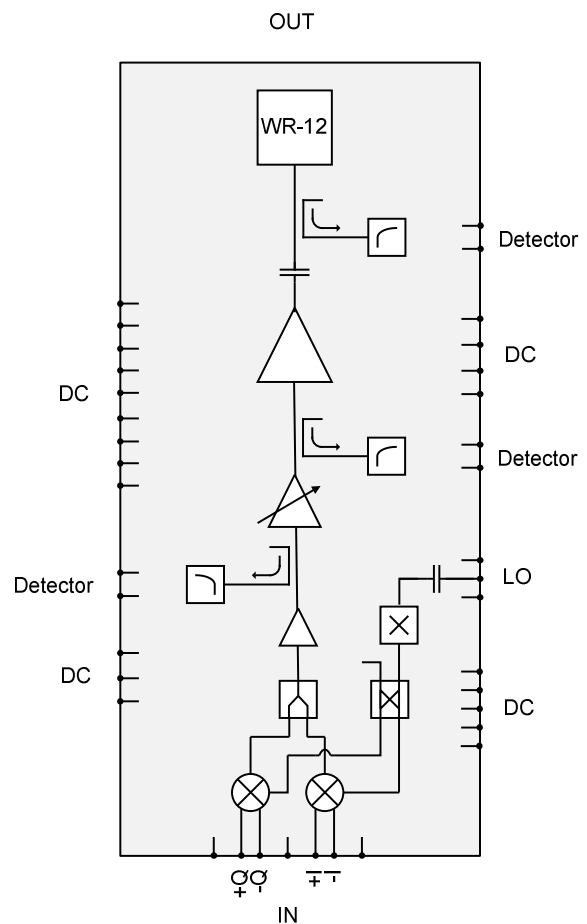 OUT
WR-12
Detector
DC
DC
Detector
Detector
LO
DC
DC
Q+
Q-
I+
I-
IN